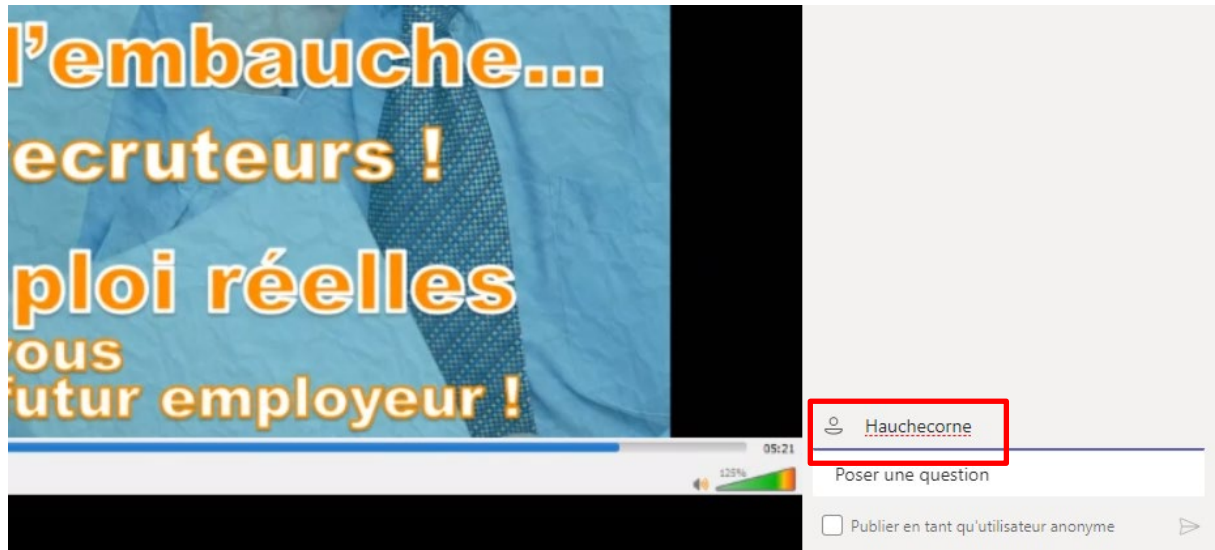 l'embauche...
ecruteurs !
ploi réelles
vous
futur employeur !
05:21
125%
Hauchecorne
Poser une question
Publier en tant qu'utilisateur anonyme